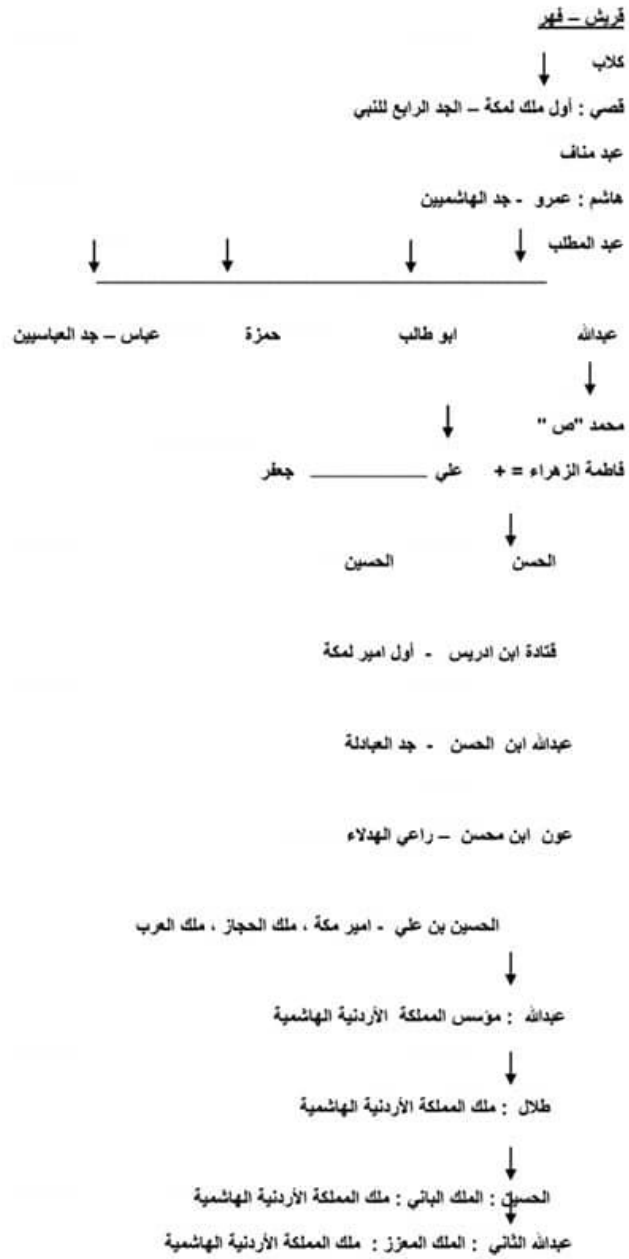 قريش – فهر
كلاب
قصي : أول ملك لمكة – الجد الرابع للنبي
عبد مناف
هاشم : عمرو - جد الهاشميين
عبد المطلب
عبدالله ابو طالب حمزة عباس – جد العباسيين
محمد "ص "
فاطمة الزهراء = + علي ــــــــــــ جعفر
الحسن الحسين
قتادة ابن ادريس - أول امير لمكة
عبدالله ابن الحسن - جد العبادلة
عون ابن محسن – راعي الهدلاء
الحسين بن علي - امير مكة ، ملك الحجاز ، ملك العرب
عبدالله : مؤسس المملكة الأردنية الهاشمية
طلال : ملك المملكة الأردنية الهاشمية
الحسين : الملك الباني : ملك المملكة الأردنية الهاشمية
عبدالله الثاني : الملك المعزز : ملك المملكة الأردنية الهاشمية